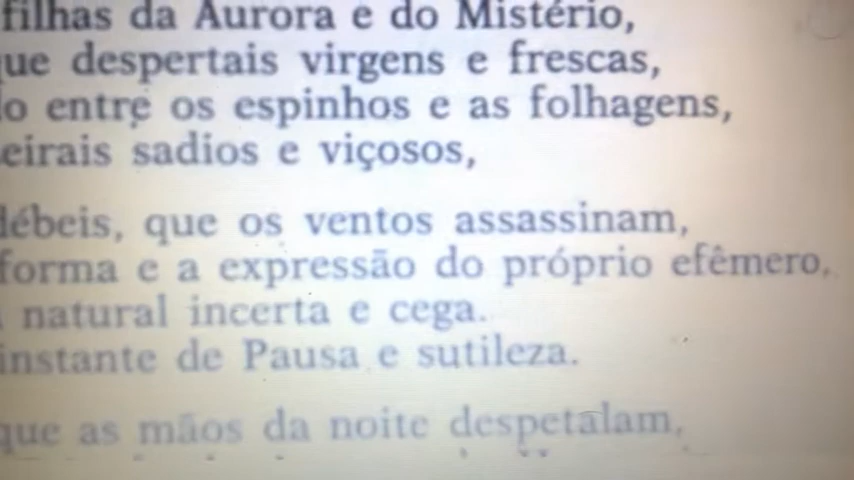 filhas da Aurora e do Mistério,
que despertais virgens e frescas,
entre os espinhos e as folhagens,
sadios e viçosos,
débeis, que os ventos assassinam,
forma e a expressão do próprio efêmero,
natural incerta e cega.
instante de Pausa e sutileza.
que as mãos da noite despetalam,